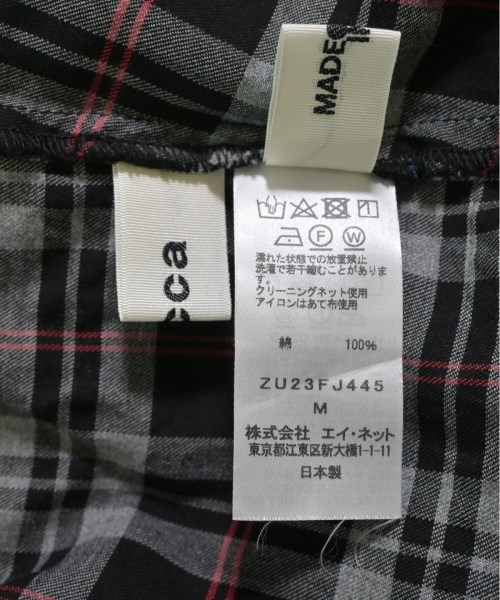 MADE
cca
F W
濡れた状態での放置禁止
洗濯で若干縮むことがありま
す。
クリーニングネット使用
アイロンはあて布使用
綿 100%
ZU23FJ445
M
株式会社 エイ・ネット
東京都江東区新大橋1-1-11
日本製